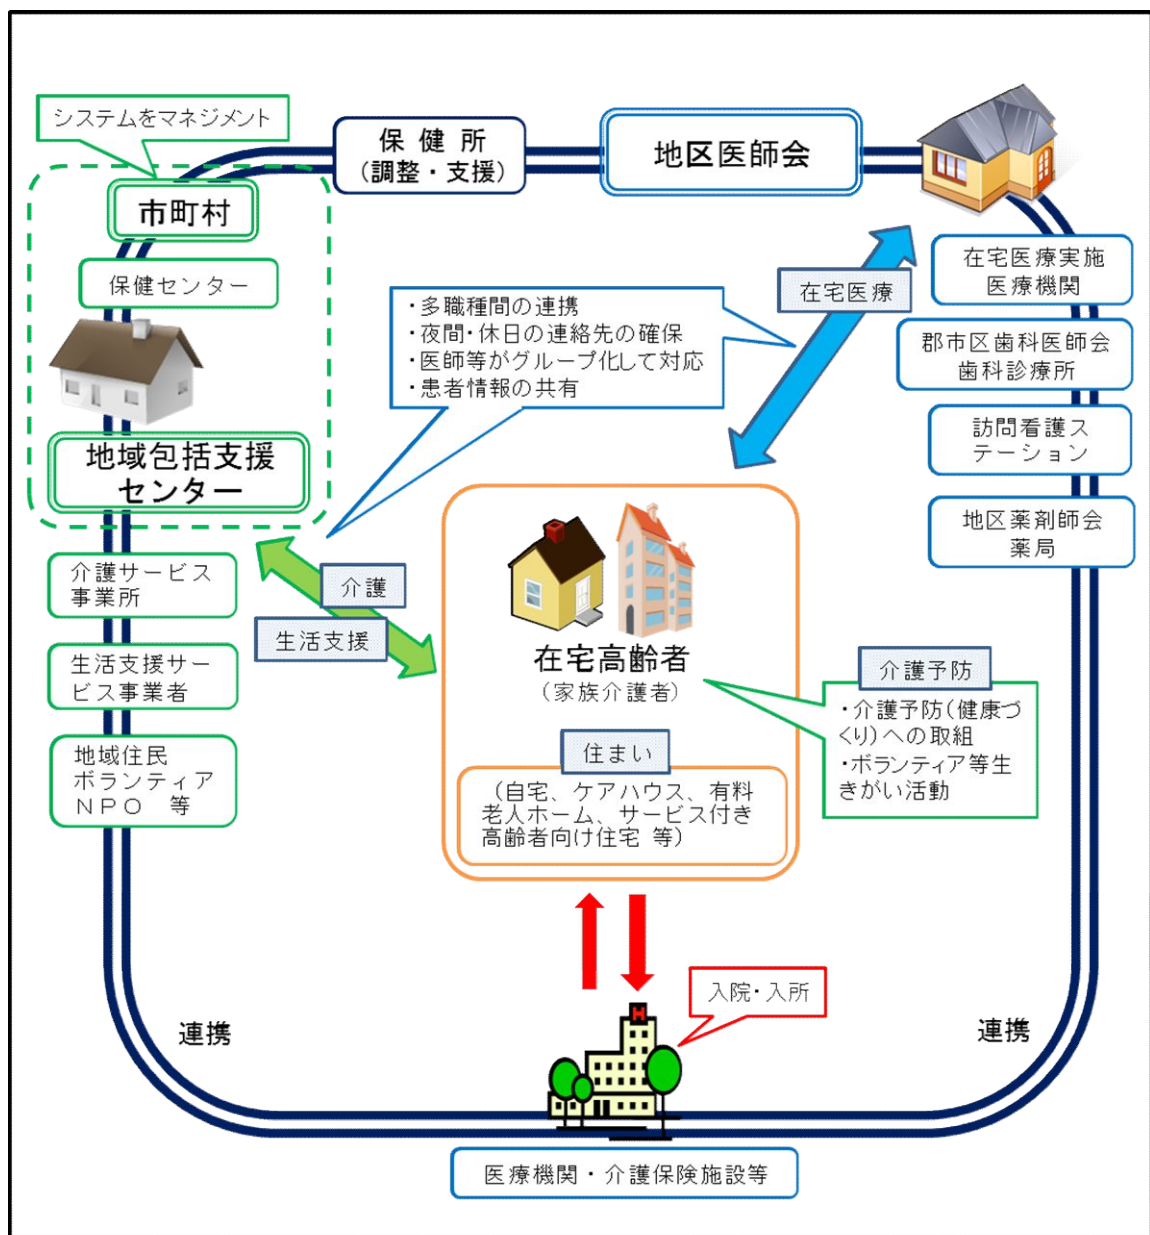 システムをマネジメント
保健所
(調整・支援)
地区医師会
市町村
保健センター
地域包括支援
センター
介護サービス
事業所
生活支援サー
ビス事業者
地域住民
ボランティア
NPO 等
・多職種間の連携
・夜間・休日の連絡先の確保
・医師等がグループ化して対応
・患者情報の共有
在宅医療
在宅医療実施
医療機関
郡市区歯科医師会
歯科診療所
訪問看護ス
テーション
地区薬剤師会
薬局
介護
生活支援
在宅高齢者
(家族介護者)
住まい
(自宅、ケアハウス、有料
老人ホーム、サービス付き
高齢者向け住宅 等)
介護予防
・介護予防(健康づ
くり)への取組
・ボランティア等生
きがい活動
入院・入所
H
連携
連携
医療機関・介護保険施設等